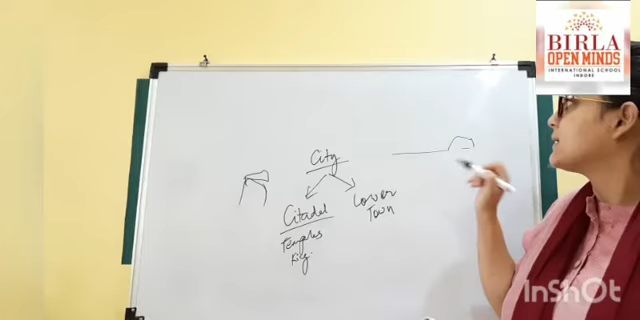 BIRLA
OPEN MINDS
INTERNATIONAL SCHOOL
INDORE
City
Citadel
Lower
Town
Temples
InShOt